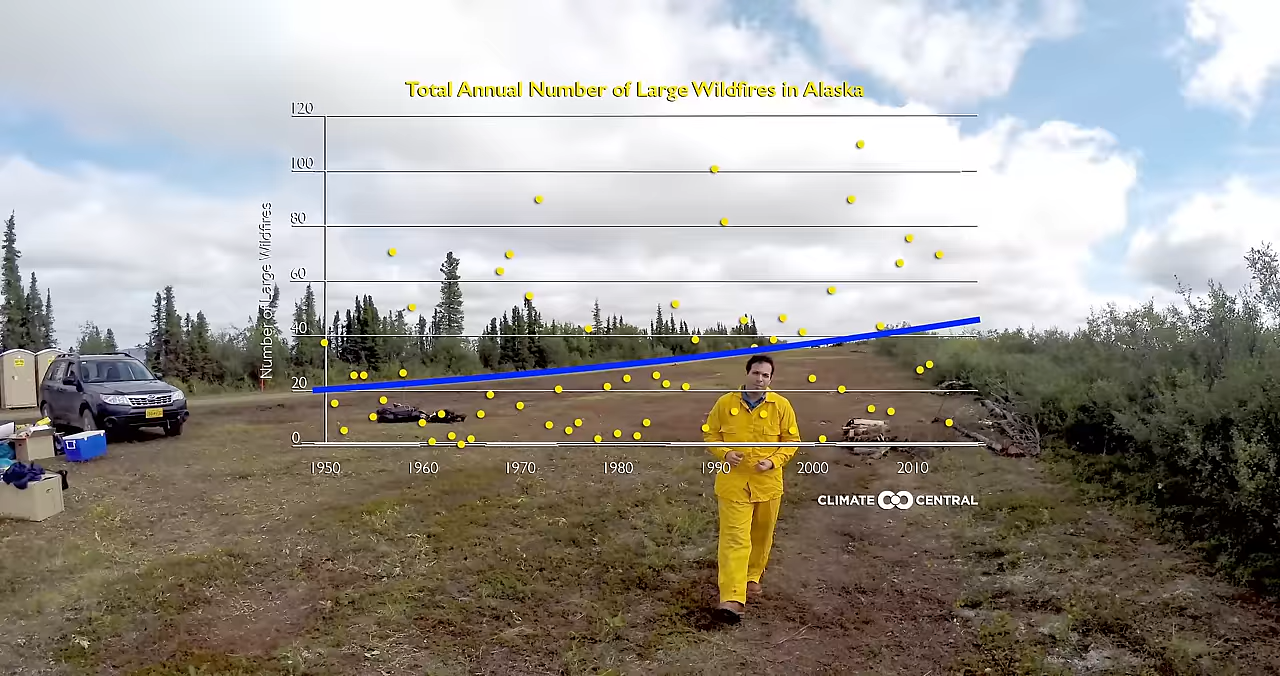 Total Annual Number of Large Wildfires in Alaska
120
100
80
60
40
20
0
Number of Large Wildfires
1950 1960 1970 1980 1990 2000 2010
CLIMATE CENTRAL